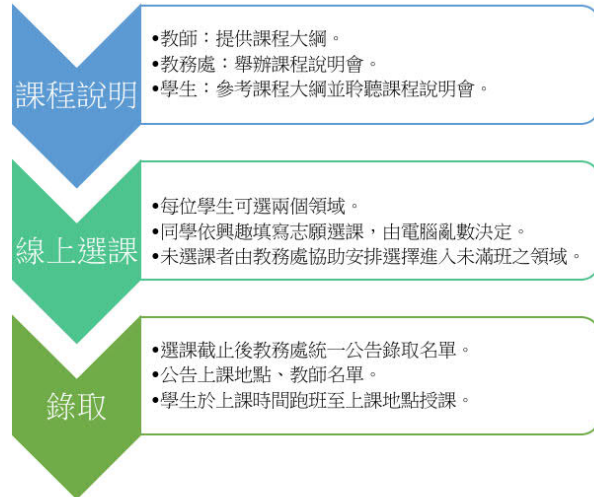 課程說明
•教師：提供課程大綱。
•教務處：舉辦課程說明會。
•學生：參考課程大綱並聆聽課程說明會。
線上選課
•每位學生可選兩個領域。
•同學依興趣填寫志願選課，由電腦亂數決定。
•未選課者由教務處協助安排選擇進入未滿班之領域。
錄取
•選課截止後教務處統一公告錄取名單。
•公告上課地點、教師名單。
•學生於上課時間跑班至上課地點授課。